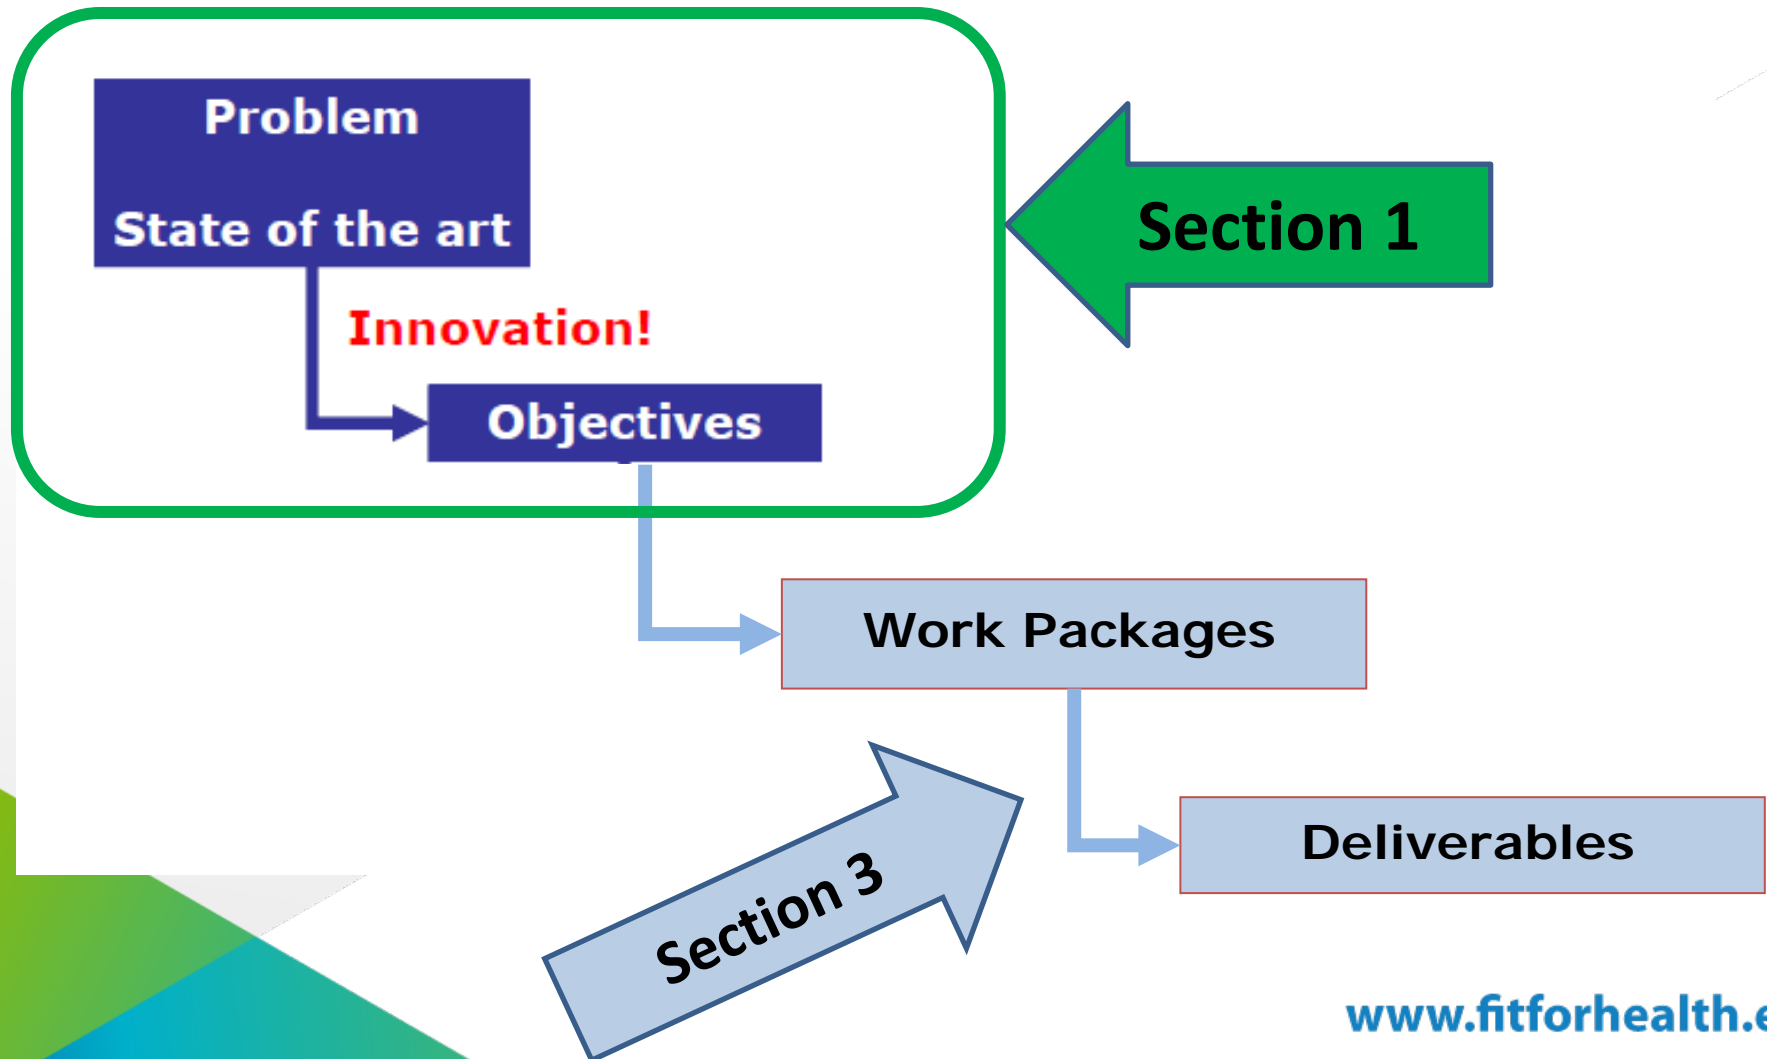 Problem
State of the art
Section 1
Innovation!
Objectives
Work Packages
Deliverables
Section 3
www.fitforhealth.e